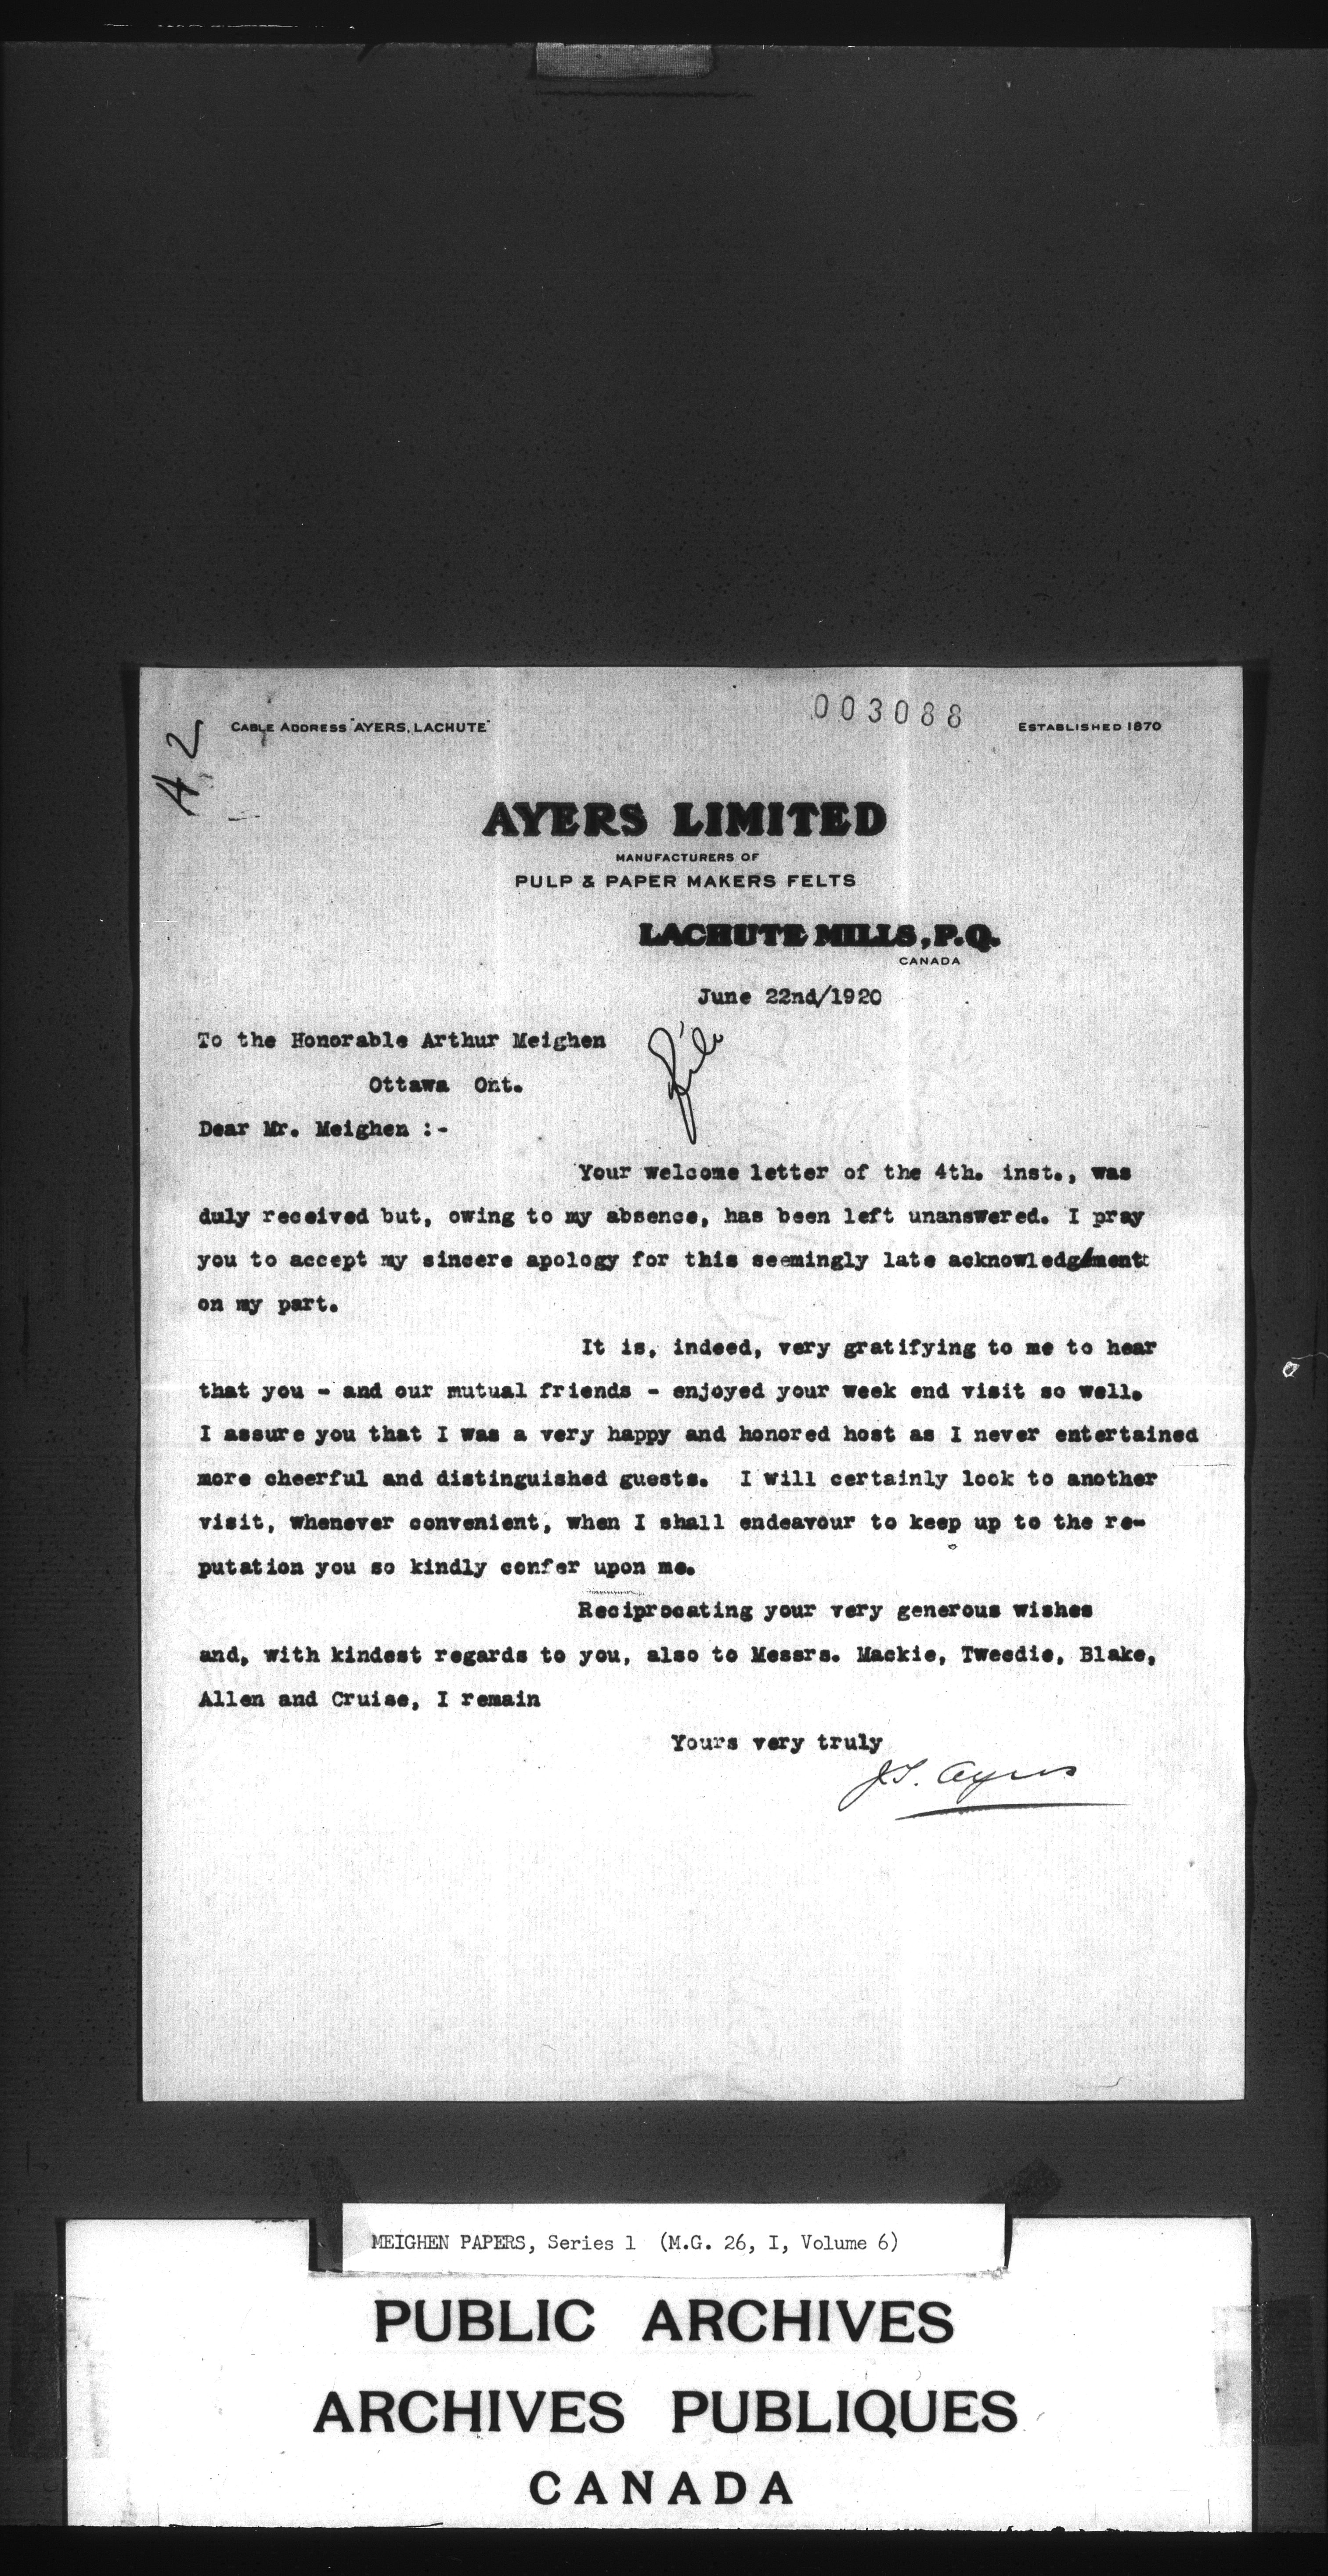 003088
A 2
CABLE ADDRESS "AYERS, LACHUTE"
ESTABLISHED 1870
AYERS LIMITED
MANUFACTURERS OF
PULP & PAPER MAKERS FELTS
LACHUTE MILLS, P.Q.
CANADA
June 22nd/1920
To the Honorable Arthur Meighen
Ottawa Ont.
File
Dear Mr. Meighen :-
Your welcome letter of the 4th. inst., was
duly received but, owing to my absence, has been left unanswered. I pray
you to accept my sincere apology for this seemingly late acknowledgment
on my part.
It is, indeed, very gratifying to me to hear
that you - and our mutual friends - enjoyed your week end visit so well.
I assure you that I was a very happy and honored host as I never entertained
more cheerful and distinguished guests. I will certainly look to another
visit, whenever convenient, when I shall endeavour to keep up to the re-
putation you so kindly confer upon me.
Reciprocating your very generous wishes
and, with kindest regards to you, also to Messrs. Mackie, Tweedie, Blake,
Allen and Cruise, I remain
Yours very truly
J.T. Ayers
MEIGHEN PAPERS, Series 1 (M.G. 26, I, Volume 6)
PUBLIC ARCHIVES
ARCHIVES PUBLIQUES
CANADA